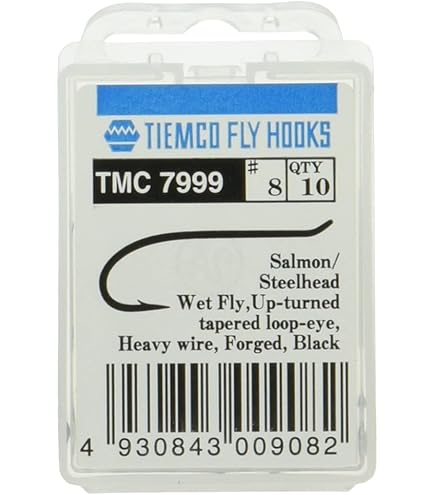 TIEMCO FLY HOOKS
TMC 7999 # 8 QTY 10
Salmon/
Steelhead
Wet Fly,Up-turned
tapered loop-eye,
Heavy wire, Forged, Black
4 930843 009082